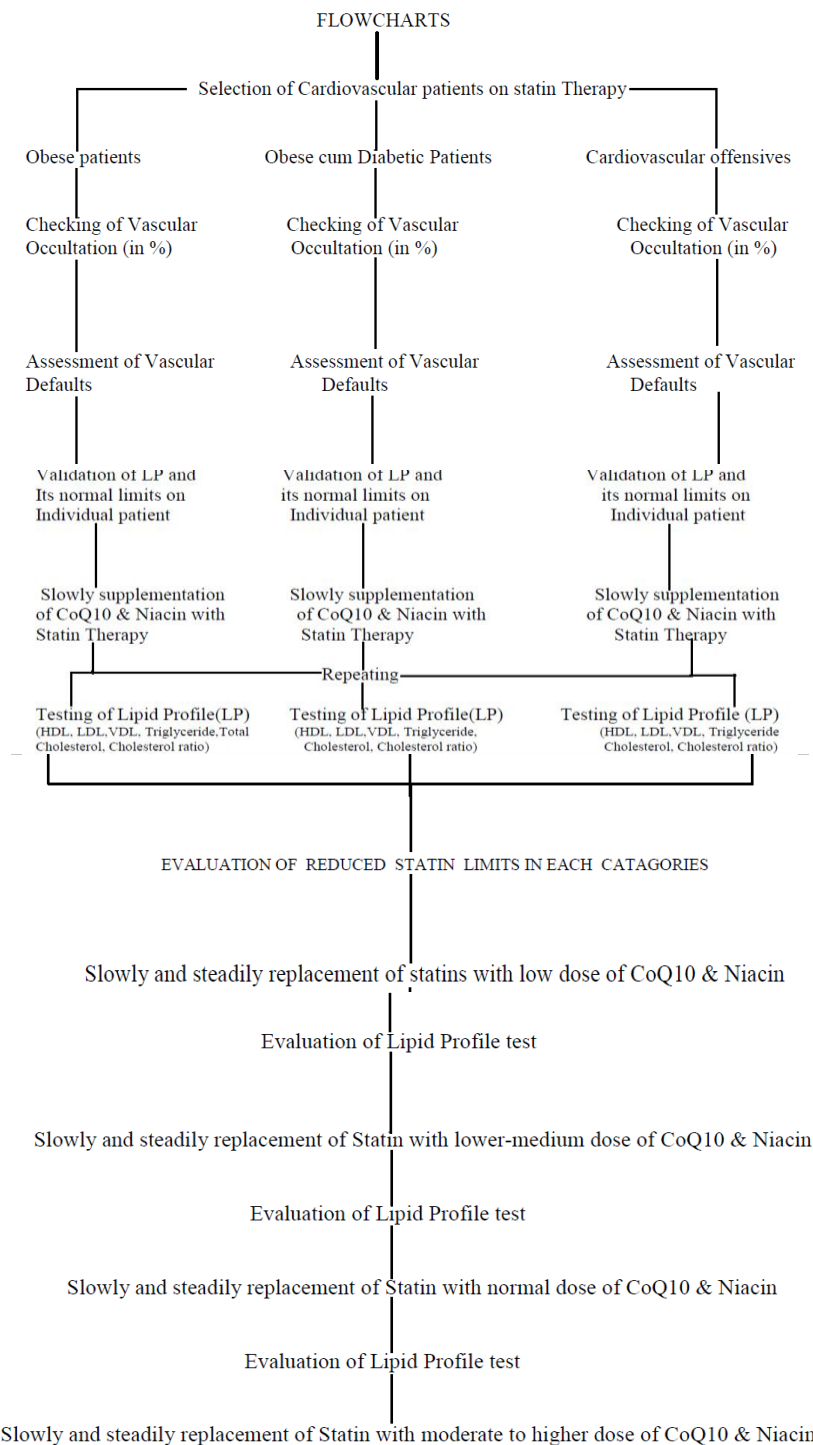 FLOWCHARTS
Selection of Cardiovascular patients on statin Therapy
Obese patients
Obese cum Diabetic Patients
Cardiovascular offensives
Checking of Vascular
Occultation (in %)
Checking of Vascular
Occultation (in %)
Checking of Vascular
Occultation (in %)
Assessment of Vascular
Defaults
Assessment of Vascular
Defaults
Assessment of Vascular
Defaults
Validation of LP and
Its normal limits on
Individual patient
Validation of LP and
its normal limits on
Individual patient
Validation of LP and
its normal limits on
Individual patient
Slowly supplementation
of CoQ10 & Niacin with
Statin Therapy
Slowly supplementation
of CoQ10 & Niacin with
Statin Therapy
Slowly supplementation
of CoQ10 & Niacin with
Statin Therapy
Repeating
Testing of Lipid Profile(LP)
(HDL, LDL,VDL, Triglyceride,Total
Cholesterol, Cholesterol ratio)
Testing of Lipid Profile(LP)
(HDL, LDL,VDL, Triglyceride,
Cholesterol, Cholesterol ratio)
Testing of Lipid Profile (LP)
(HDL, LDL,VDL, Triglyceride
Cholesterol, Cholesterol ratio)
EVALUATION OF REDUCED STATIN LIMITS IN EACH CATAGORIES
Slowly and steadily replacement of statins with low dose of CoQ10 & Niacin
Evaluation of Lipid Profile test
Slowly and steadily replacement of Statin with lower-medium dose of CoQ10 & Niacin
Evaluation of Lipid Profile test
Slowly and steadily replacement of Statin with normal dose of CoQ10 & Niacin
Evaluation of Lipid Profile test
Slowly and steadily replacement of Statin with moderate to higher dose of CoQ10 & Niacin